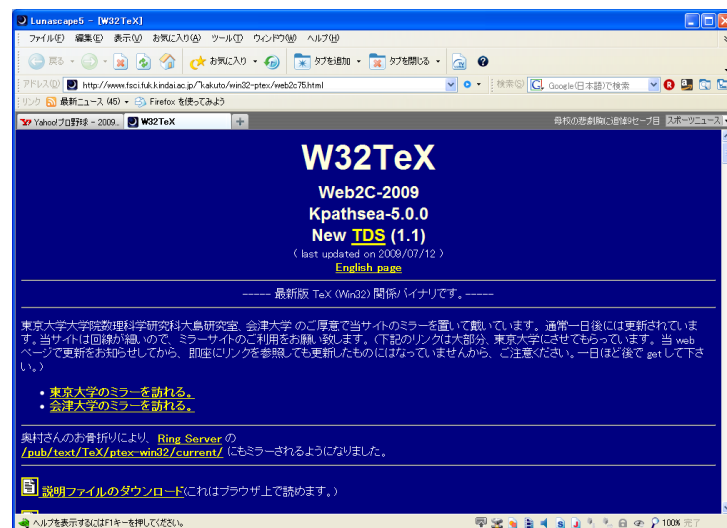 Lunascape5 - [W32TeX]
ファイル(F) 編集(E) 表示(V) お気に入り(A) ツール(T) ウィンドウ(W) ヘルプ(H)
戻る お気に入り タブを追加 タブを閉じる
アドレス(D) http://www.fsci.fuk.kindai.ac.jp/~kakuto/win32-ptex/web2c75.html 検索(S) Google(日本語)で検索
リンク 最新ニュース (45) Firefox を使ってみよう
Yahoo!プロ野球 - 2009.. W32TeX + 母校の悲劇胸に追悼9セーブ目 スポーツニュース
W32TeX
Web2C-2009
Kpathsea-5.0.0
New TDS (1.1)
( last updated on 2009/07/12 )
English page
----- 最新版 TeX (Win32) 関係バイナリです。-----
東京大学大学院数理科学研究科大島研究室、会津大学 のご厚意で当サイトのミラーを置いて戴いています。通常一日後には更新されていま
す。当サイトは回線が細いので、ミラーサイトのご利用をお願い致します。(下記のリンクは大部分、東京大学にさせてもらっています。当 web
ページで更新をお知らせしてから、即座にリンクを参照しても更新したものにはなっていませんから、ご注意ください。一日ほど後で get して下さ
い。)
• 東京大学のミラーを訪れる。
• 会津大学のミラーを訪れる。
奥村さんのお骨折りにより、 Ring Server の
/pub/text/TeX/ptex-win32/current/ にもミラーされるようになりました。
説明ファイルのダウンロード(これはブラウザ上で読めます。)
ヘルプを表示するにはF1キーを押してください。 100% 完了